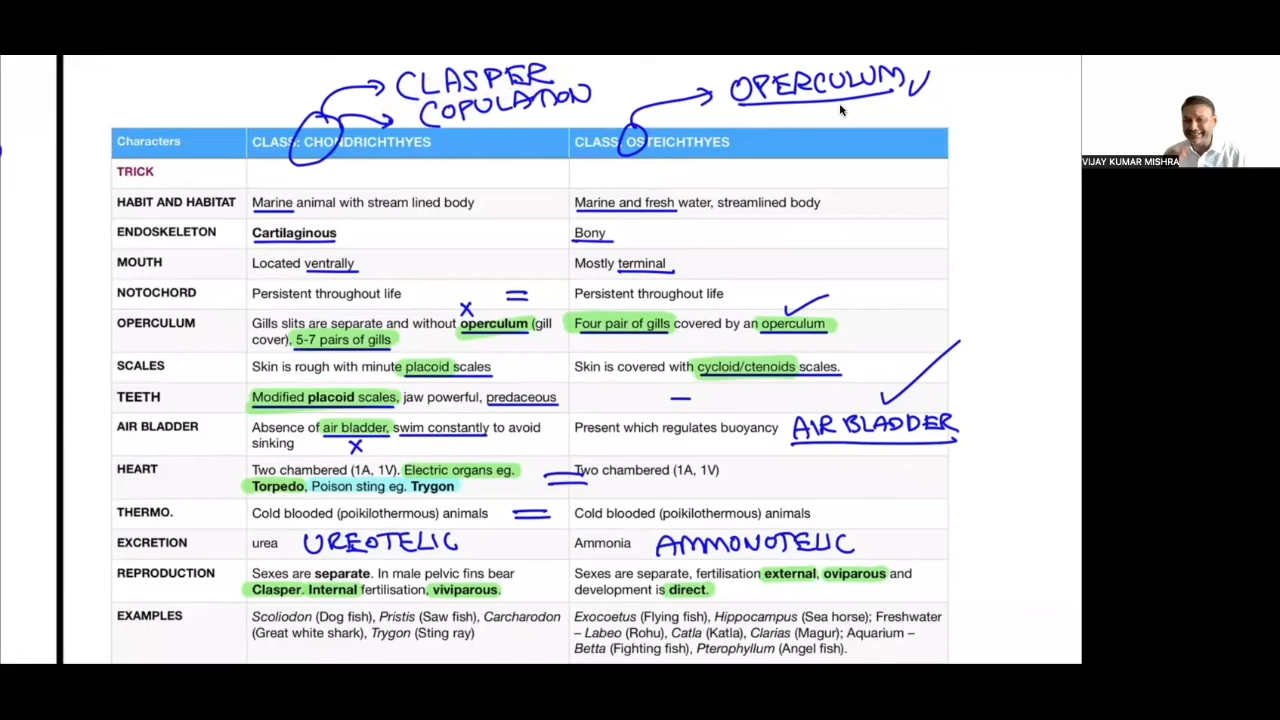 CLASPER
COPULATION
OPERCULUM
Characters CLASS: CHONDRICHTHYES CLASS: OSTEICHTHYES
VIJAY KUMAR MISHRA
TRICK
HABIT AND HABITAT Marine animal with stream lined body Marine and fresh water, streamlined body
ENDOSKELETON Cartilaginous Bony
MOUTH Located ventrally Mostly terminal
NOTOCHORD Persistent throughout life = Persistent throughout life
OPERCULUM Gills slits are separate and without operculum (gill Four pair of gills covered by an operculum
cover), 5-7 pairs of gills
SCALES Skin is rough with minute placoid scales Skin is covered with cycloid/ctenoids scales.
TEETH Modified placoid scales, jaw powerful, predaceous –
AIR BLADDER Absence of air bladder, swim constantly to avoid Present which regulates buoyancy AIR BLADDER
sinking
HEART Two chambered (1A, 1V). Electric organs eg. = Two chambered (1A, 1V)
Torpedo, Poison sting eg. Trygon
THERMO. Cold blooded (poikilothermous) animals = Cold blooded (poikilothermous) animals
EXCRETION urea UREOTELIC Ammonia AMMONOTELIC
REPRODUCTION Sexes are separate. In male pelvic fins bear Sexes are separate, fertilisation external, oviparous and
Clasper. Internal fertilisation, viviparous. development is direct.
EXAMPLES Scoliodon (Dog fish), Pristis (Saw fish), Carcharodon Exocoetus (Flying fish), Hippocampus (Sea horse); Freshwater
(Great white shark), Trygon (Sting ray) – Labeo (Rohu), Catla (Katla), Clarias (Magur); Aquarium –
Betta (Fighting fish), Pterophyllum (Angel fish).